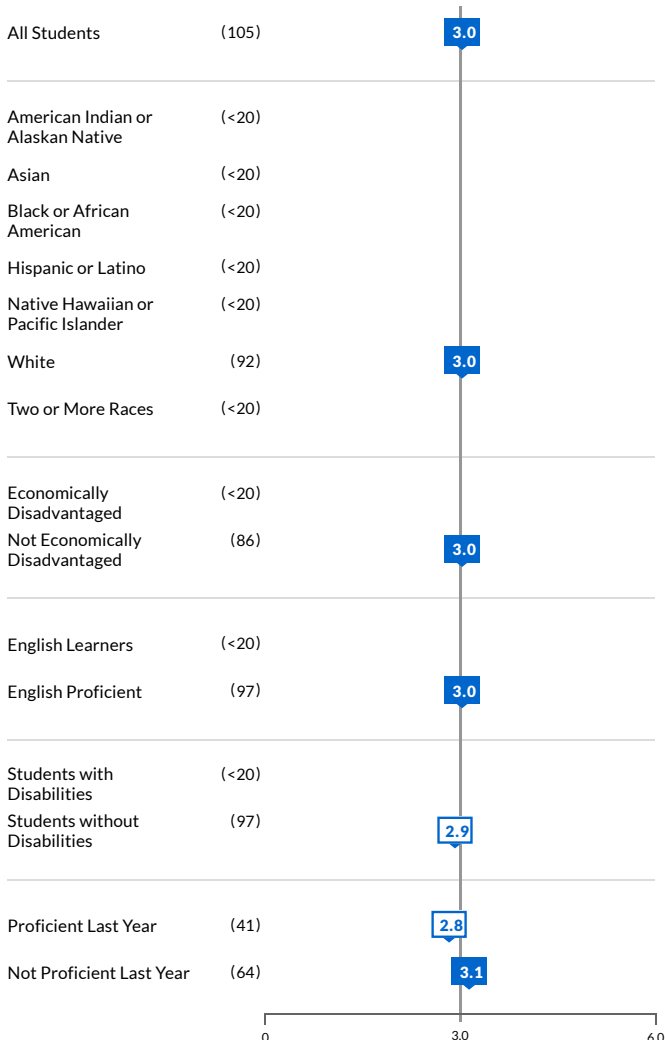 All Students (105) 3.0
American Indian or (<20)
Alaskan Native
Asian (<20)
Black or African (<20)
American
Hispanic or Latino (<20)
Native Hawaiian or (<20)
Pacific Islander
White (92) 3.0
Two or More Races (<20)
Economically (<20)
Disadvantaged
Not Economically (86) 3.0
Disadvantaged
English Learners (<20)
English Proficient (97) 3.0
Students with (<20)
Disabilities
Students without (97) 2.9
Disabilities
Proficient Last Year (41) 2.8
Not Proficient Last Year (64) 3.1
0 3.0 6.0